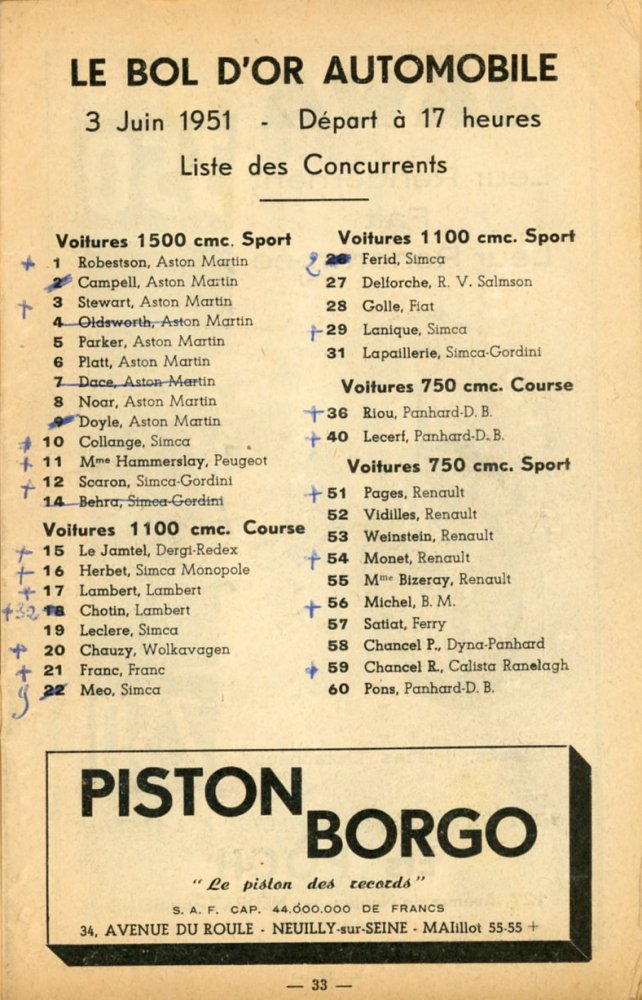 LE BOL D'OR AUTOMOBILE
3 Juin 1951 - Départ à 17 heures
Liste des Concurrents
Voitures 1500 cmc. Sport
+ 1 Robestson, Aston Martin
2 Campell, Aston Martin
+ 3 Stewart, Aston Martin
4 Oldsworth, Aston Martin
5 Parker, Aston Martin
6 Platt, Aston Martin
7 Dace, Aston Martin
8 Noar, Aston Martin
9 Doyle, Aston Martin
+ 10 Collange, Simca
+ 11 Mme Hammerslay, Peugeot
+ 12 Scaron, Simca-Gordini
14 Behra, Simca-Gordini
Voitures 1100 cmc. Course
+ 15 Le Jamtel, Dergi-Redex
+ 16 Herbet, Simca Monopole
+ 17 Lambert, Lambert
+32 18 Chotin, Lambert
19 Leclere, Simca
+ 20 Chauzy, Wolkavagen
+ 21 Franc, Franc
9 22 Meo, Simca
Voitures 1100 cmc. Sport
2 26 Ferid, Simca
27 Delforche, R. V. Salmson
28 Golle, Fiat
+ 29 Lanique, Simca
31 Lapaillerie, Simca-Gordini
Voitures 750 cmc. Course
+ 36 Riou, Panhard-D. B.
+ 40 Lecerf, Panhard-D. B.
Voitures 750 cmc. Sport
+ 51 Pages, Renault
52 Vidilles, Renault
53 Weinstein, Renault
+ 54 Monet, Renault
55 Mme Bizeray, Renault
+ 56 Michel, B. M.
57 Satiat, Ferry
58 Chancel P., Dyna-Panhard
+ 59 Chancel R., Calista Ranelagh
60 Pons, Panhard-D. B.
PISTON
BORGO
"Le piston des records"
S. A. F. CAP. 44.000.000 DE FRANCS
34, AVENUE DU ROULE - NEUILLY-sur-SEINE - MAIllot 55-55 +
— 33 —